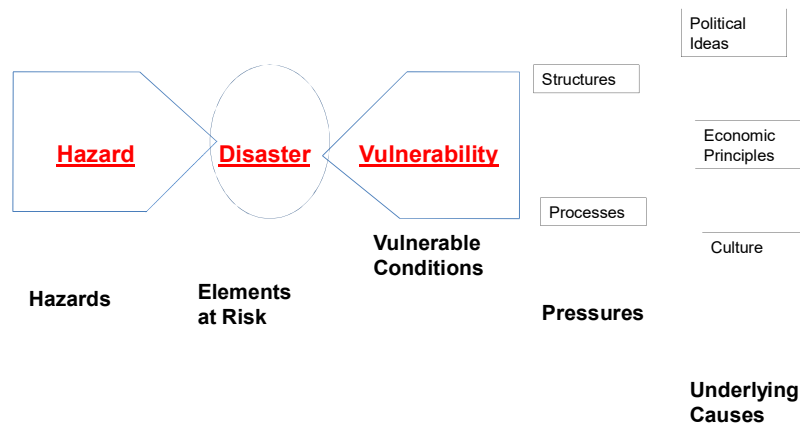 Political
Ideas
Structures
Economic
Principles
Hazard
Disaster
Vulnerability
Processes
Culture
Vulnerable
Conditions
Hazards
Elements
at Risk
Pressures
Underlying
Causes